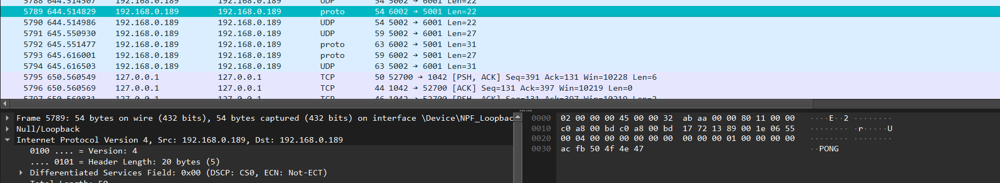 5788 644.514507 192.168.0.189 192.168.0.189 UDP 54 5002 → 6001 Len=22
5789 644.514829 192.168.0.189 192.168.0.189 proto 54 6002 → 5001 Len=22
5790 644.514986 192.168.0.189 192.168.0.189 UDP 54 5002 → 6001 Len=22
5791 645.550930 192.168.0.189 192.168.0.189 UDP 59 5002 → 6001 Len=27
5792 645.551477 192.168.0.189 192.168.0.189 proto 63 6002 → 5001 Len=31
5793 645.616001 192.168.0.189 192.168.0.189 proto 59 6002 → 5001 Len=27
5794 645.616503 192.168.0.189 192.168.0.189 UDP 63 5002 → 6001 Len=31
5795 650.560549 127.0.0.1 127.0.0.1 TCP 50 52700 → 1042 [PSH, ACK] Seq=391 Ack=131 Win=10228 Len=6
5796 650.560569 127.0.0.1 127.0.0.1 TCP 44 1042 → 52700 [ACK] Seq=131 Ack=397 Win=10219 Len=0
5797 650.560831 127.0.0.1 127.0.0.1 TCP 46 1042 → 52700 [PSH, ACK] Seq=131 Ack=397 Win=10219 Len=2
Frame 5789: 54 bytes on wire (432 bits), 54 bytes captured (432 bits) on interface \Device\NPF_Loopbac
Null/Loopback
Internet Protocol Version 4, Src: 192.168.0.189, Dst: 192.168.0.189
0100 .... = Version: 4
.... 0101 = Header Length: 20 bytes (5)
Differentiated Services Field: 0x00 (DSCP: CS0, ECN: Not-ECT)
Total Length: 50
0000 02 00 00 00 45 00 00 32 ab aa 00 00 80 11 00 00 ····E··2 ········
0010 c0 a8 00 bd c0 a8 00 bd 17 72 13 89 00 1e 06 55 ········ ·r·····U
0020 00 04 00 00 00 00 00 00 00 00 00 01 00 00 00 00 ········ ········
0030 ac fb 50 4f 4e 47 ··PONG